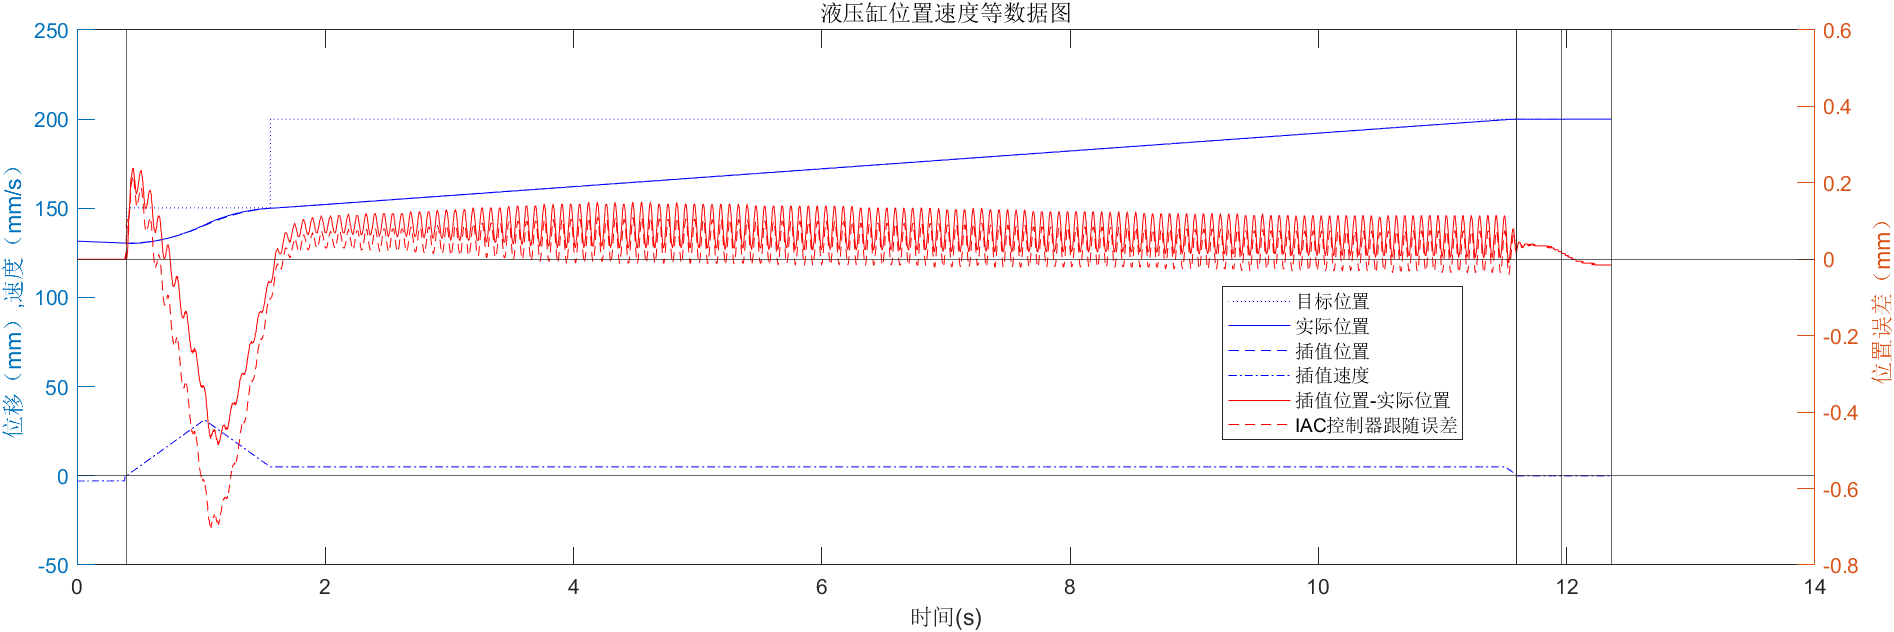 液压缸位置速度等数据图
250
200
150
100
50
0
-50
位移（mm）,速度（mm/s）
0.6
0.4
0.2
0
-0.2
-0.4
-0.6
-0.8
位置误差（mm）
目标位置
实际位置
插值位置
插值速度
插值位置-实际位置
IAC控制器跟随误差
0
2
4
6
8
10
12
14
时间(s)